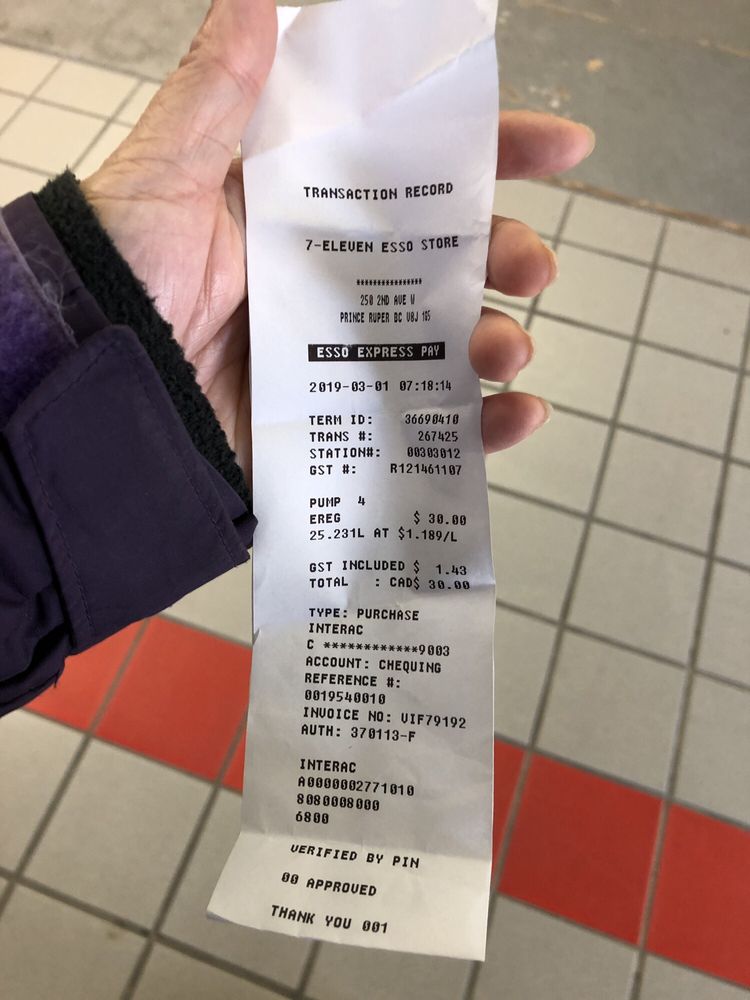 TRANSACTION RECORD
7-ELEVEN ESSO STORE
****************
250 2ND AVE W
PRINCE RUPER BC V8J 1G5
ESSO EXPRESS PAY
2019-03-01 07:18:14
TERM ID: 36690410
TRANS #: 267425
STATION#: 00303012
GST #: R121461107
PUMP 4
EREG $ 30.00
25.231L AT $1.189/L
GST INCLUDED $ 1.43
TOTAL : CAD$ 30.00
TYPE: PURCHASE
INTERAC
C ************9003
ACCOUNT: CHEQUING
REFERENCE #:
0019540010
INVOICE NO: VIF79192
AUTH: 370113-F
INTERAC
A0000002771010
8080008000
6800
VERIFIED BY PIN
00 APPROVED
THANK YOU 001